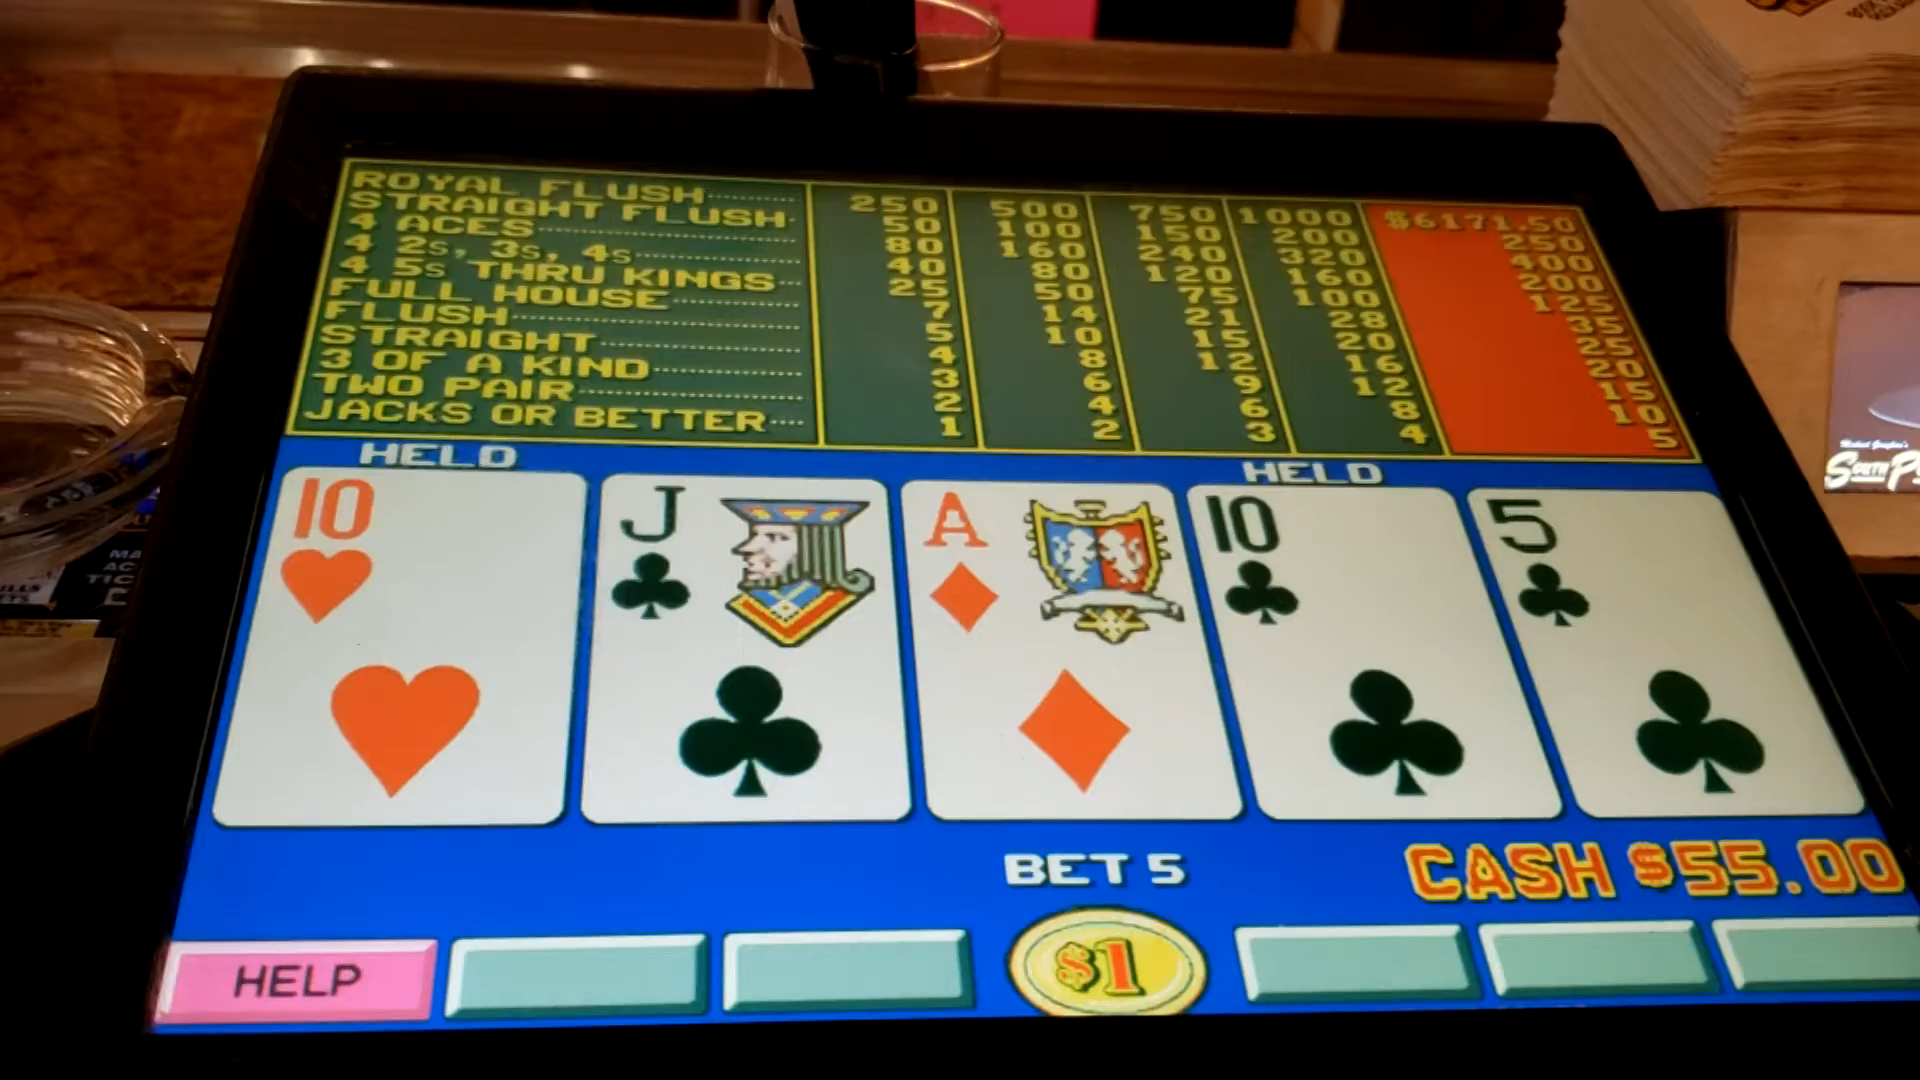 ROYAL FLUSH 250 500 750 1000 $6171.50
STRAIGHT FLUSH 50 100 150 200 250
4 ACES 80 160 240 320 400
4 2s, 3s, 4s 40 80 120 160 200
4 5s THRU KINGS 25 50 75 100 125
FULL HOUSE 7 14 21 28 35
FLUSH 5 10 15 20 25
STRAIGHT 4 8 12 16 20
3 OF A KIND 3 6 9 12 15
TWO PAIR 2 4 6 8 10
JACKS OR BETTER 1 2 3 4 5
HELD HELD
10 J A 10 5
BET 5 CASH $55.00
HELP $1